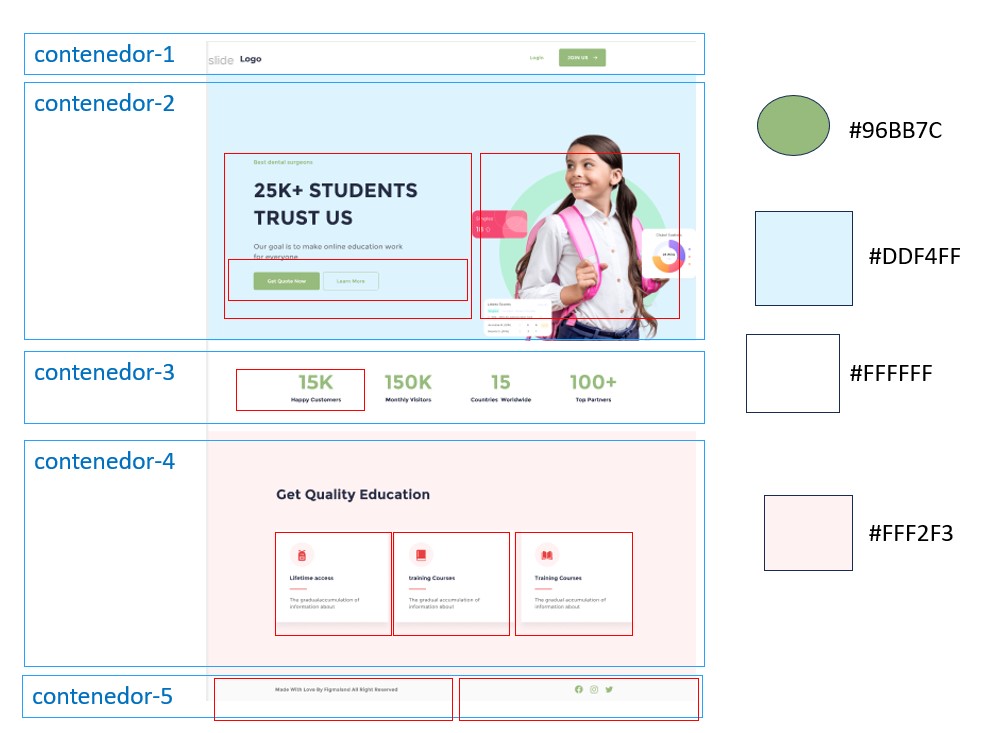 contenedor-1
slide Logo
Login
JOIN US
contenedor-2
Best dental surgeons
25K+ STUDENTS
TRUST US
Our goal is to make online education work
for everyone
Get Quote Now
Learn More
#96BB7C
#DDF4FF
contenedor-3
15K
150K
15
100+
Happy Customers
Monthly Visitors
Countries Worldwide
Top Partners
#FFFFFF
contenedor-4
Get Quality Education
Lifetime access
The gradualaccumulation of
information about
training Courses
The gradual accumulation of
information about
Training Courses
The gradual accumulation of
information about
#FFF2F3
contenedor-5
Made With Love By Figmaland All Right Reserved